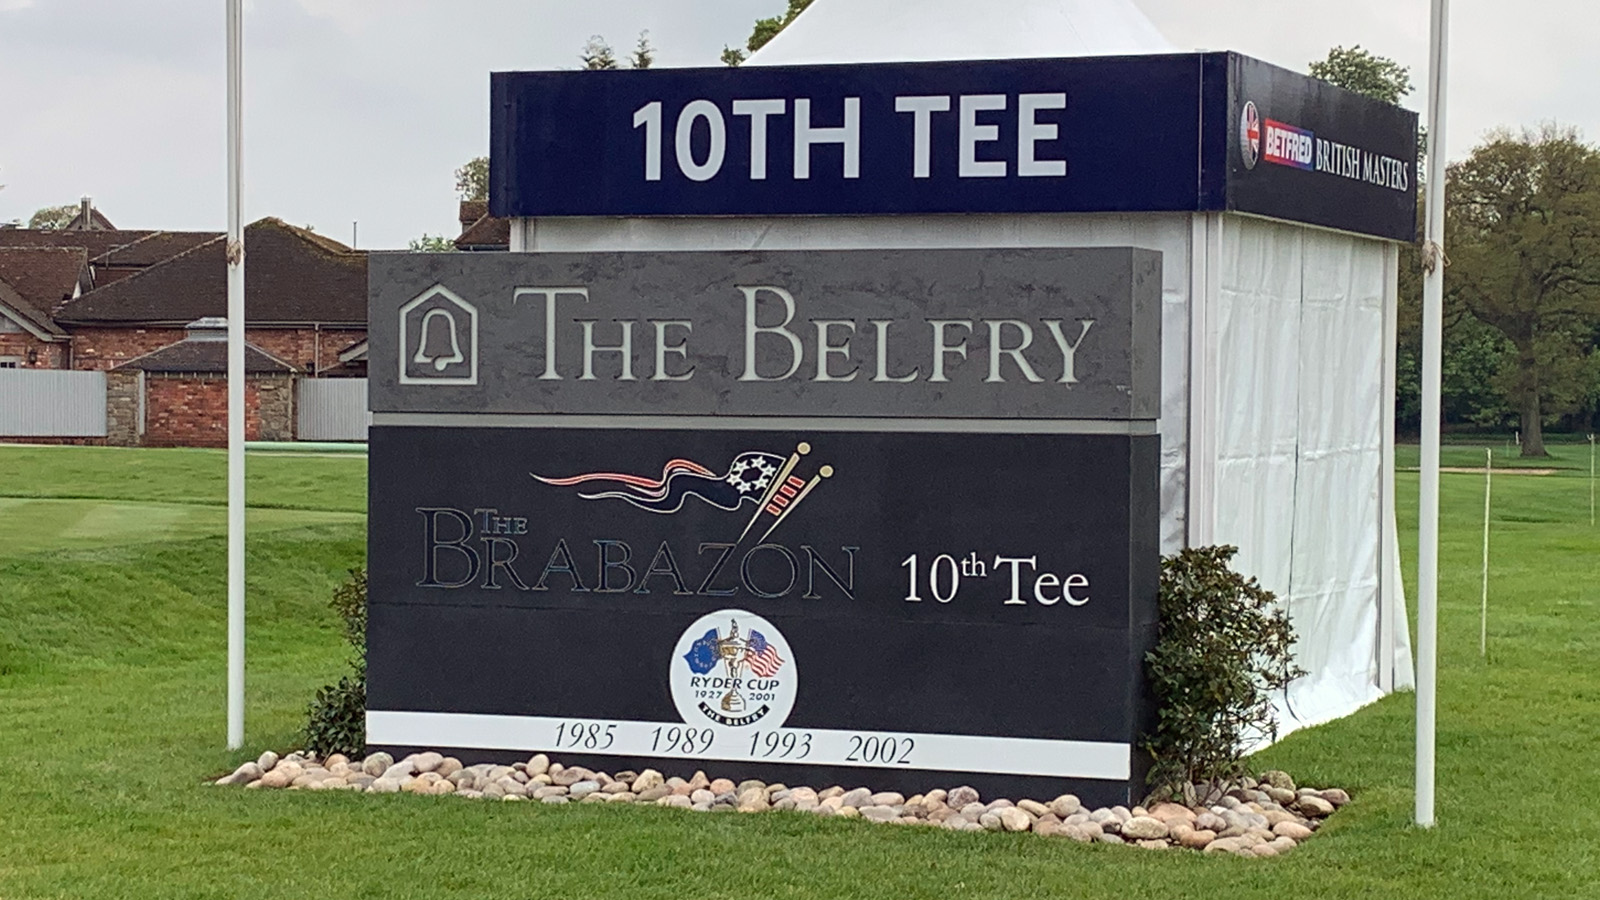 10TH TEE
BETFRED BRITISH MASTERS
THE BELFRY
THE
BRABAZON
10th Tee
RYDER CUP
1927 2001
THE BELFRY
1985 1989 1993 2002